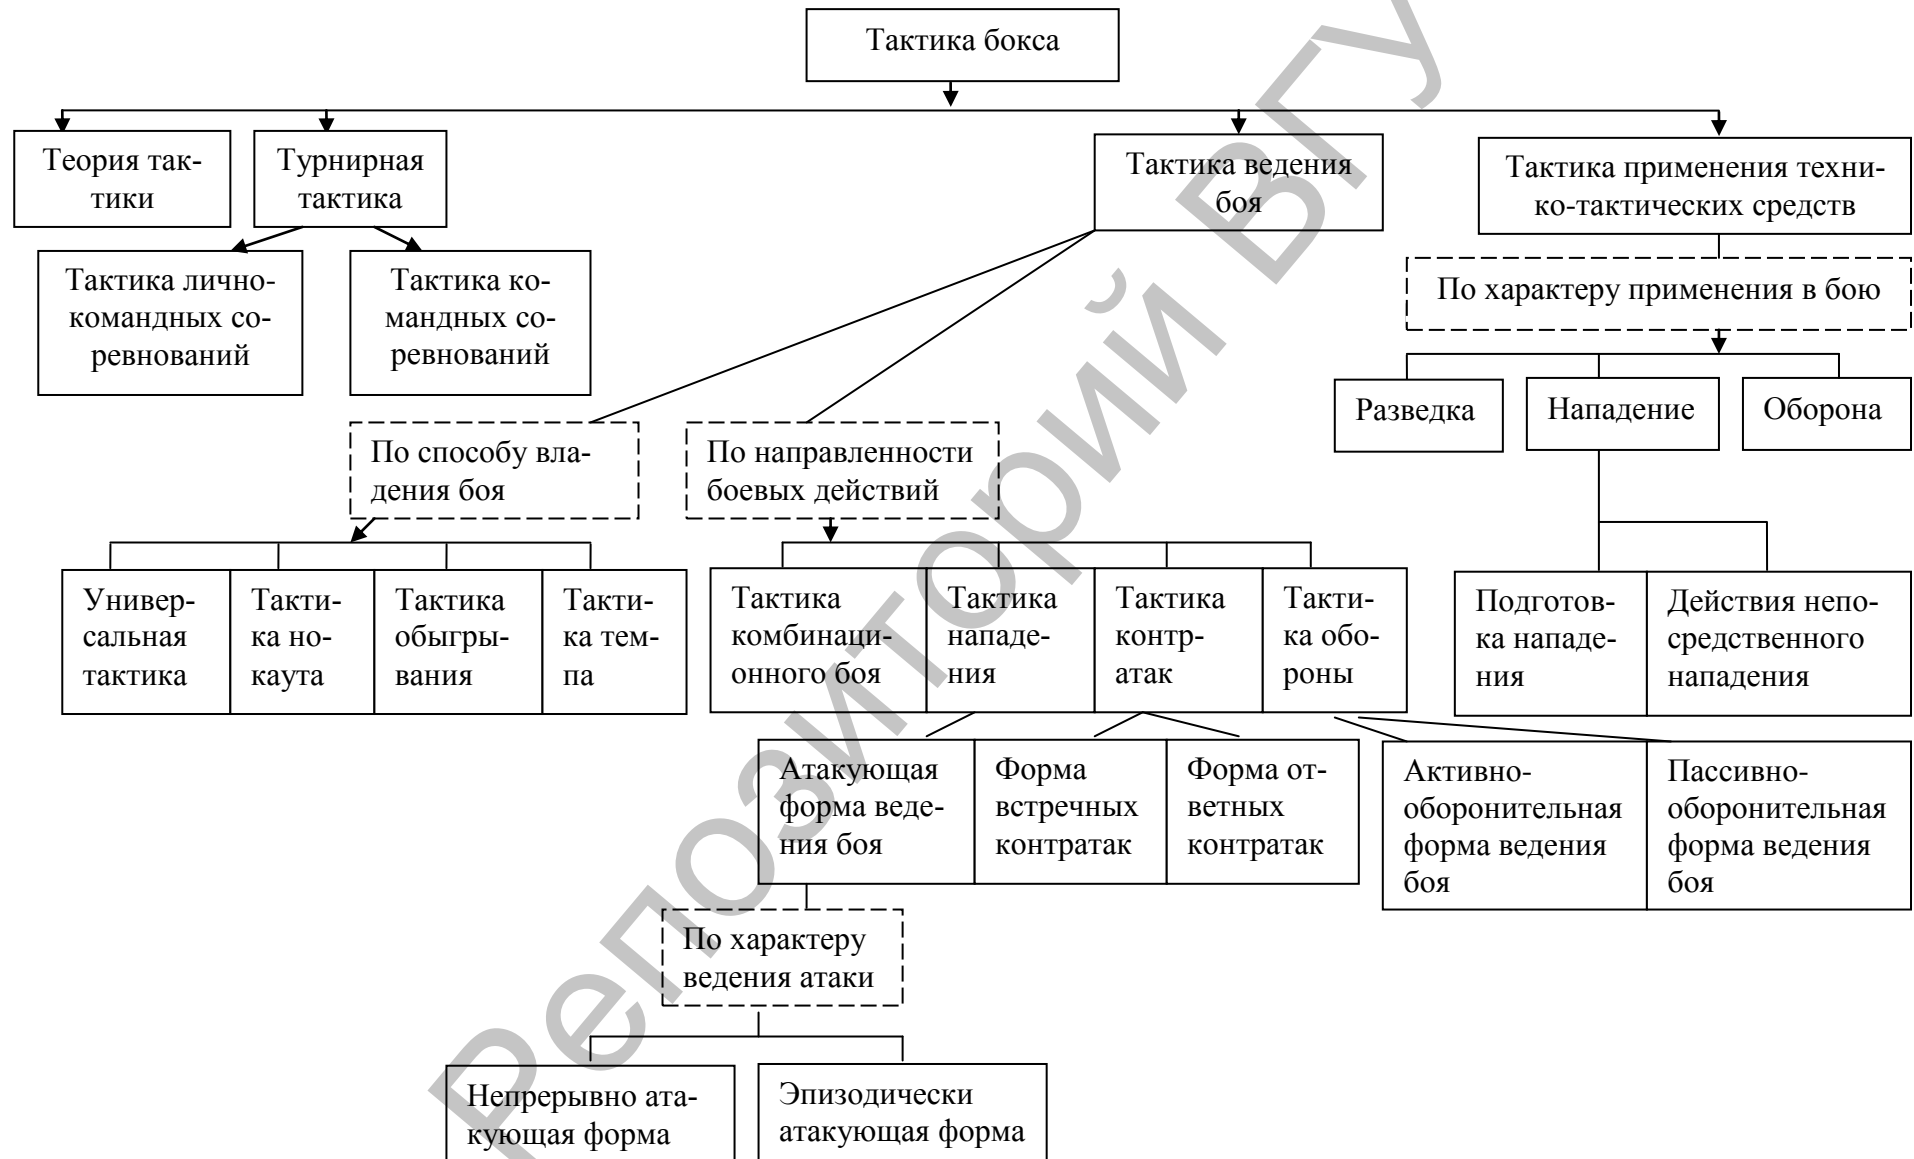 Тактика бокса
Теория так-
тики
Турнирная
тактика
Тактика ведения
боя
Тактика применения техни-
ко-тактических средств
Тактика лично-
командных со-
ревнований
Тактика ко-
мандных со-
ревнований
По характеру применения в бою
Разведка
Нападение
Оборона
По способу вла-
дения боя
По направленности
боевых действий
Универ-
сальная
тактика
Такти-
ка но-
каута
Тактика
обыгры-
вания
Такти-
ка тем-
па
Тактика
комбинаци-
онного боя
Тактика
нападе-
ния
Тактика
контр-
атак
Такти-
ка обо-
роны
Подготов-
ка нападе-
ния
Действия непо-
средственного
нападения
Атакующая
форма веде-
ния боя
Форма
встречных
контратак
Форма от-
ветных
контратак
Активно-
оборонительная
форма ведения
боя
Пассивно-
оборонительная
форма ведения
боя
По характеру
ведения атаки
Непрерывно ата-
кующая форма
Эпизодически
атакующая форма
Репозиторий ВГУ